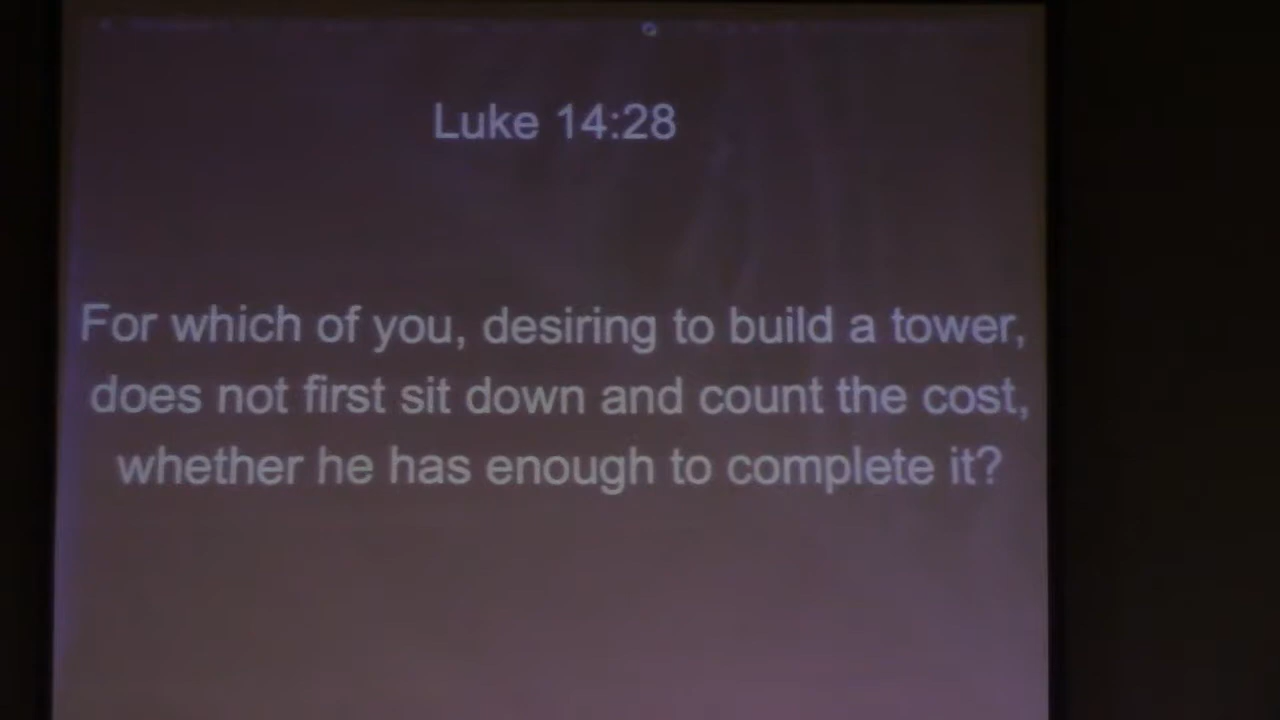 Luke 14:28
For which of you, desiring to build a tower,
does not first sit down and count the cost,
whether he has enough to complete it?